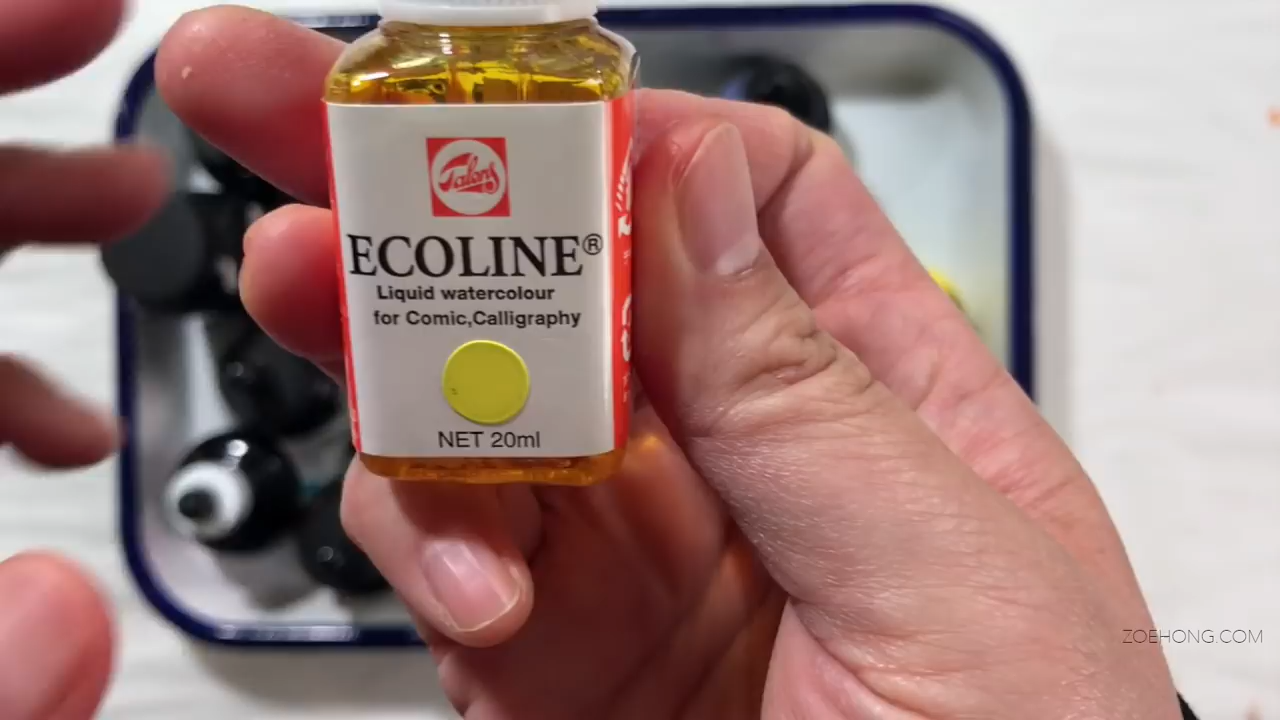 Talens
ECOLINE®
Liquid watercolour
for Comic,Calligraphy
NET 20ml
ZOEHONG.COM